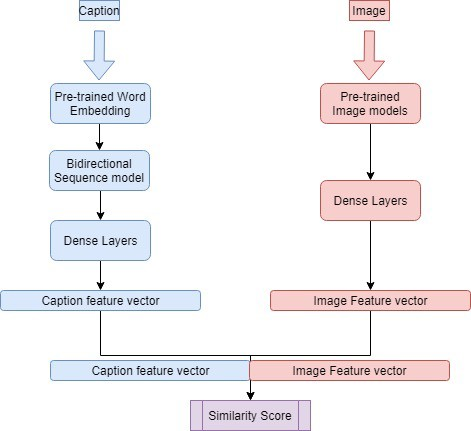 Caption
Image
Pre-trained Word
Embedding
Pre-trained
Image models
Bidirectional
Sequence model
Dense Layers
Dense Layers
Caption feature vector
Image Feature vector
Caption feature vector
Image Feature vector
Similarity Score